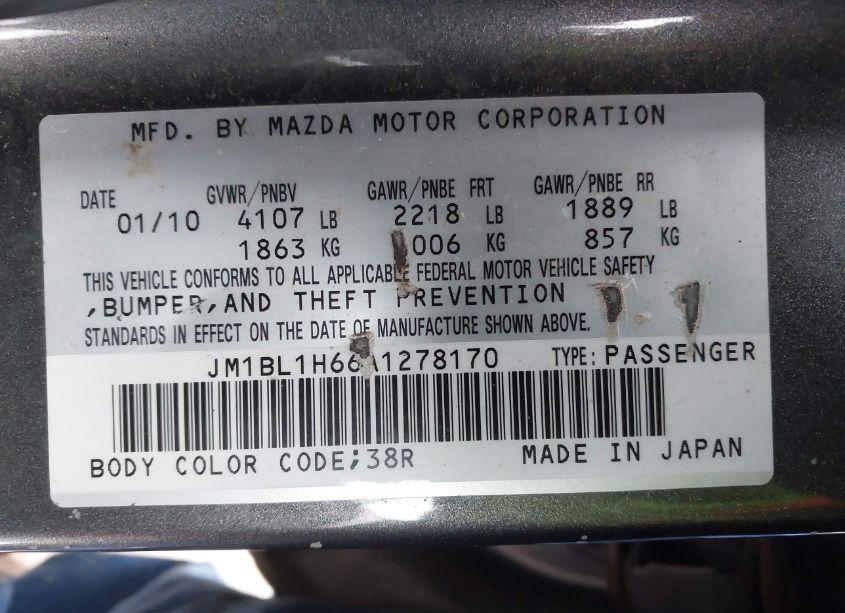 MFD. BY MAZDA MOTOR CORPORATION
DATE GVWR/PNBV GAWR/PNBE FRT GAWR/PNBE RR
01/10 4107 LB 2218 LB 1889 LB
1863 KG 1006 KG 857 KG
THIS VEHICLE CONFORMS TO ALL APPLICABLE FEDERAL MOTOR VEHICLE SAFETY
,BUMPER,AND THEFT PREVENTION
STANDARDS IN EFFECT ON THE DATE OF MANUFACTURE SHOWN ABOVE.
JM1BL1H66A1278170 TYPE: PASSENGER
BODY COLOR CODE;38R MADE IN JAPAN